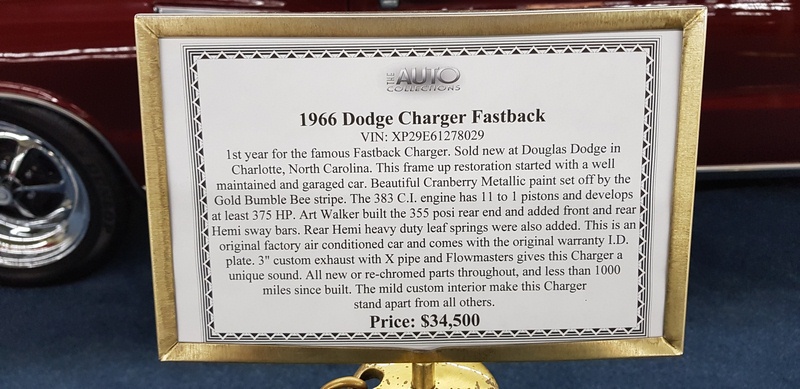 THE AUTO
COLLECTIONS
1966 Dodge Charger Fastback
VIN: XP29E61278029
1st year for the famous Fastback Charger. Sold new at Douglas Dodge in
Charlotte, North Carolina. This frame up restoration started with a well
maintained and garaged car. Beautiful Cranberry Metallic paint set off by the
Gold Bumble Bee stripe. The 383 C.I. engine has 11 to 1 pistons and develops
at least 375 HP. Art Walker built the 355 posi rear end and added front and rear
Hemi sway bars. Rear Hemi heavy duty leaf springs were also added. This is an
original factory air conditioned car and comes with the original warranty I.D.
plate. 3" custom exhaust with X pipe and Flowmasters gives this Charger a
unique sound. All new or re-chromed parts throughout, and less than 1000
miles since built. The mild custom interior make this Charger
stand apart from all others.
Price: $34,500